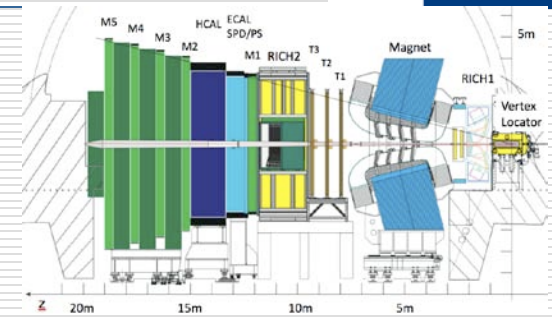 M5
M4
M3
M2
HCAL
ECAL
SPD/PS
M1
RICH2
T3
T2
T1
Magnet
RICH1
Vertex
Locator
5m
Z
20m
15m
10m
5m